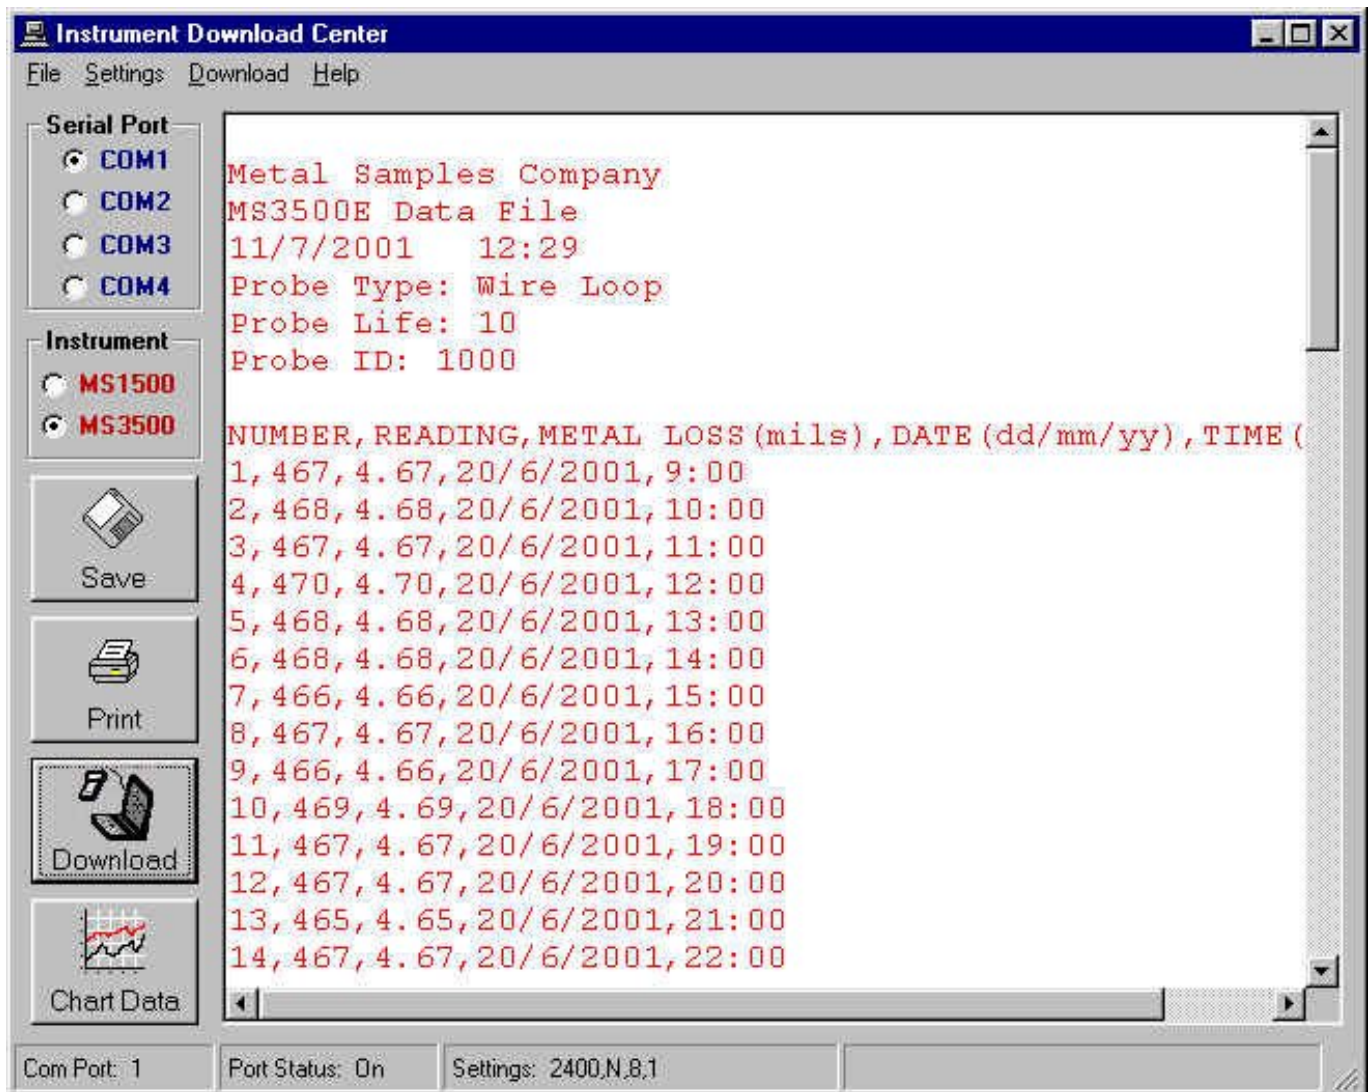 Instrument Download Center
File Settings Download Help
Serial Port
COM1
COM2
COM3
COM4
Instrument
MS1500
MS3500
Save
Print
Download
Chart Data
Metal Samples Company
MS3500E Data File
11/7/2001 12:29
Probe Type: Wire Loop
Probe Life: 10
Probe ID: 1000
NUMBER,READING,METAL LOSS(mils),DATE(dd/mm/yy),TIME(
1,467,4.67,20/6/2001,9:00
2,468,4.68,20/6/2001,10:00
3,467,4.67,20/6/2001,11:00
4,470,4.70,20/6/2001,12:00
5,468,4.68,20/6/2001,13:00
6,468,4.68,20/6/2001,14:00
7,466,4.66,20/6/2001,15:00
8,467,4.67,20/6/2001,16:00
9,466,4.66,20/6/2001,17:00
10,469,4.69,20/6/2001,18:00
11,467,4.67,20/6/2001,19:00
12,467,4.67,20/6/2001,20:00
13,465,4.65,20/6/2001,21:00
14,467,4.67,20/6/2001,22:00
Com Port: 1 Port Status: On Settings: 2400,N,8,1